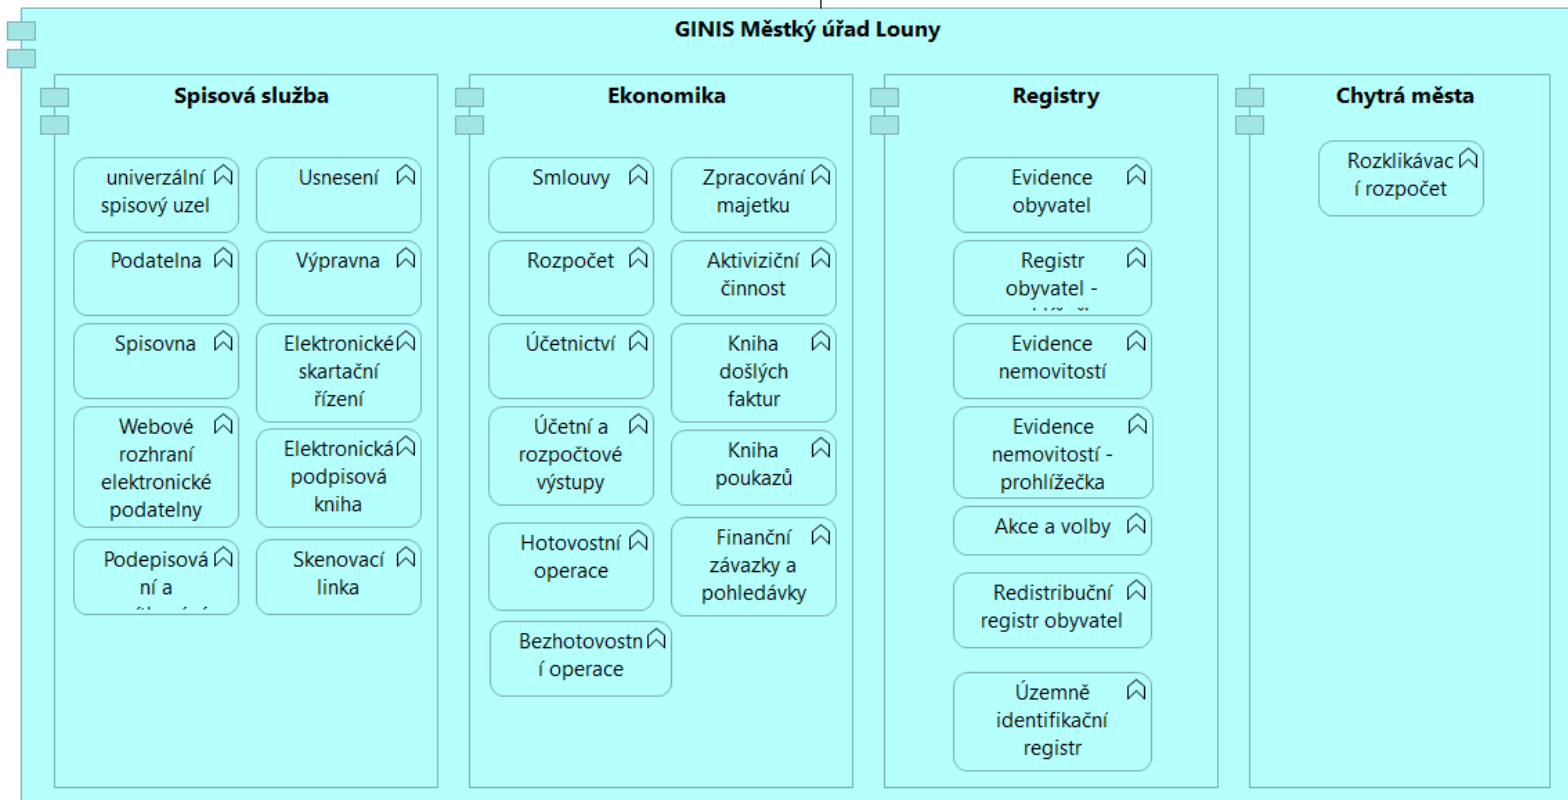 GINIS Městký úřad Louny
Spisová služba
univerzální
spisový uzel
Usnesení
Podatelna
Výpravna
Spisovna
Elektronické
skartační
řízení
Webové
rozhraní
elektronické
podatelny
Elektronická
podpisová
kniha
Podepisová
ní a
Skenovací
linka
Ekonomika
Smlouvy
Zpracování
majetku
Rozpočet
Aktiviziční
činnost
Účetnictví
Kniha
došlých
faktur
Účetní a
rozpočtové
výstupy
Kniha
poukazů
Hotovostní
operace
Finanční
závazky a
pohledávky
Bezhotovostn
í operace
Registry
Evidence
obyvatel
Registr
obyvatel -
Evidence
nemovitostí
Evidence
nemovitostí -
prohlížečka
Akce a volby
Redistribuční
registr obyvatel
Územně
identifikační
registr
Chytrá města
Rozklikávac
í rozpočet